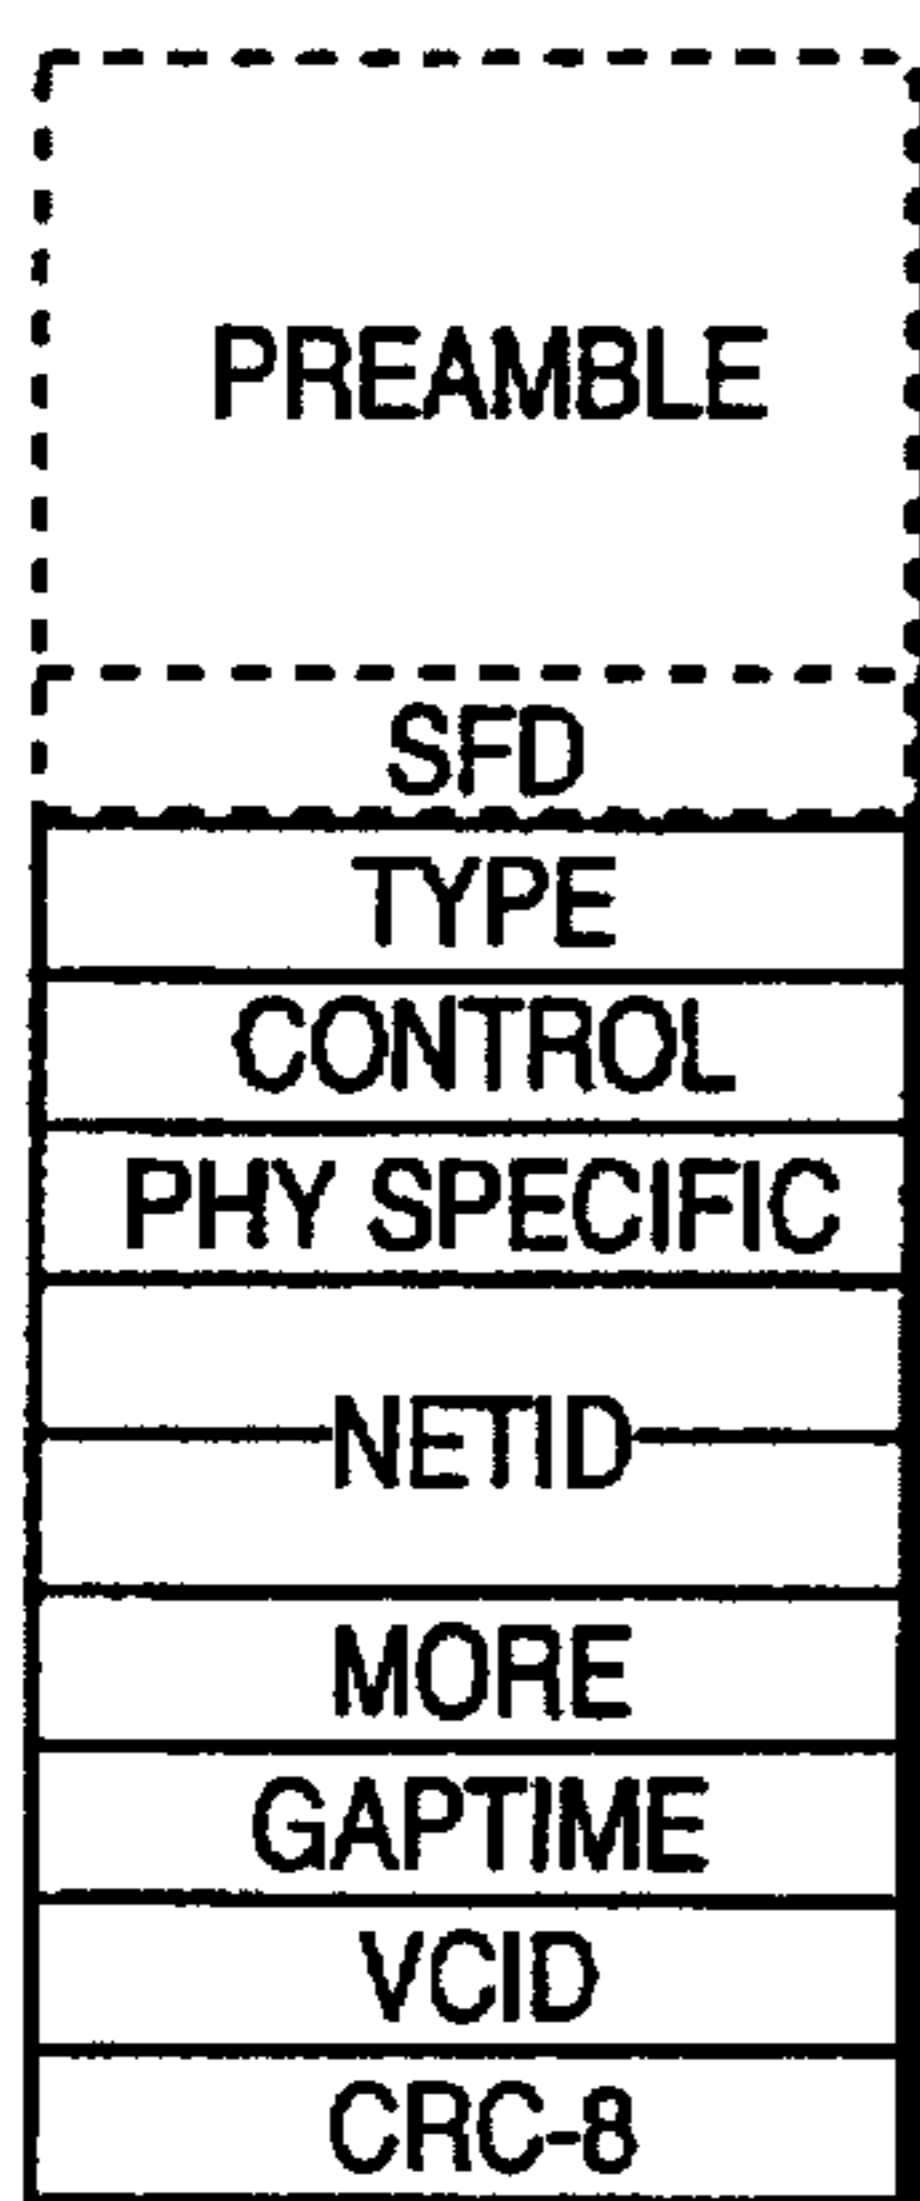 PREAMBLE
SFD
TYPE
CONTROL
PHY SPECIFIC
NETID
MORE
GAPTIME
VCID
CRC-8